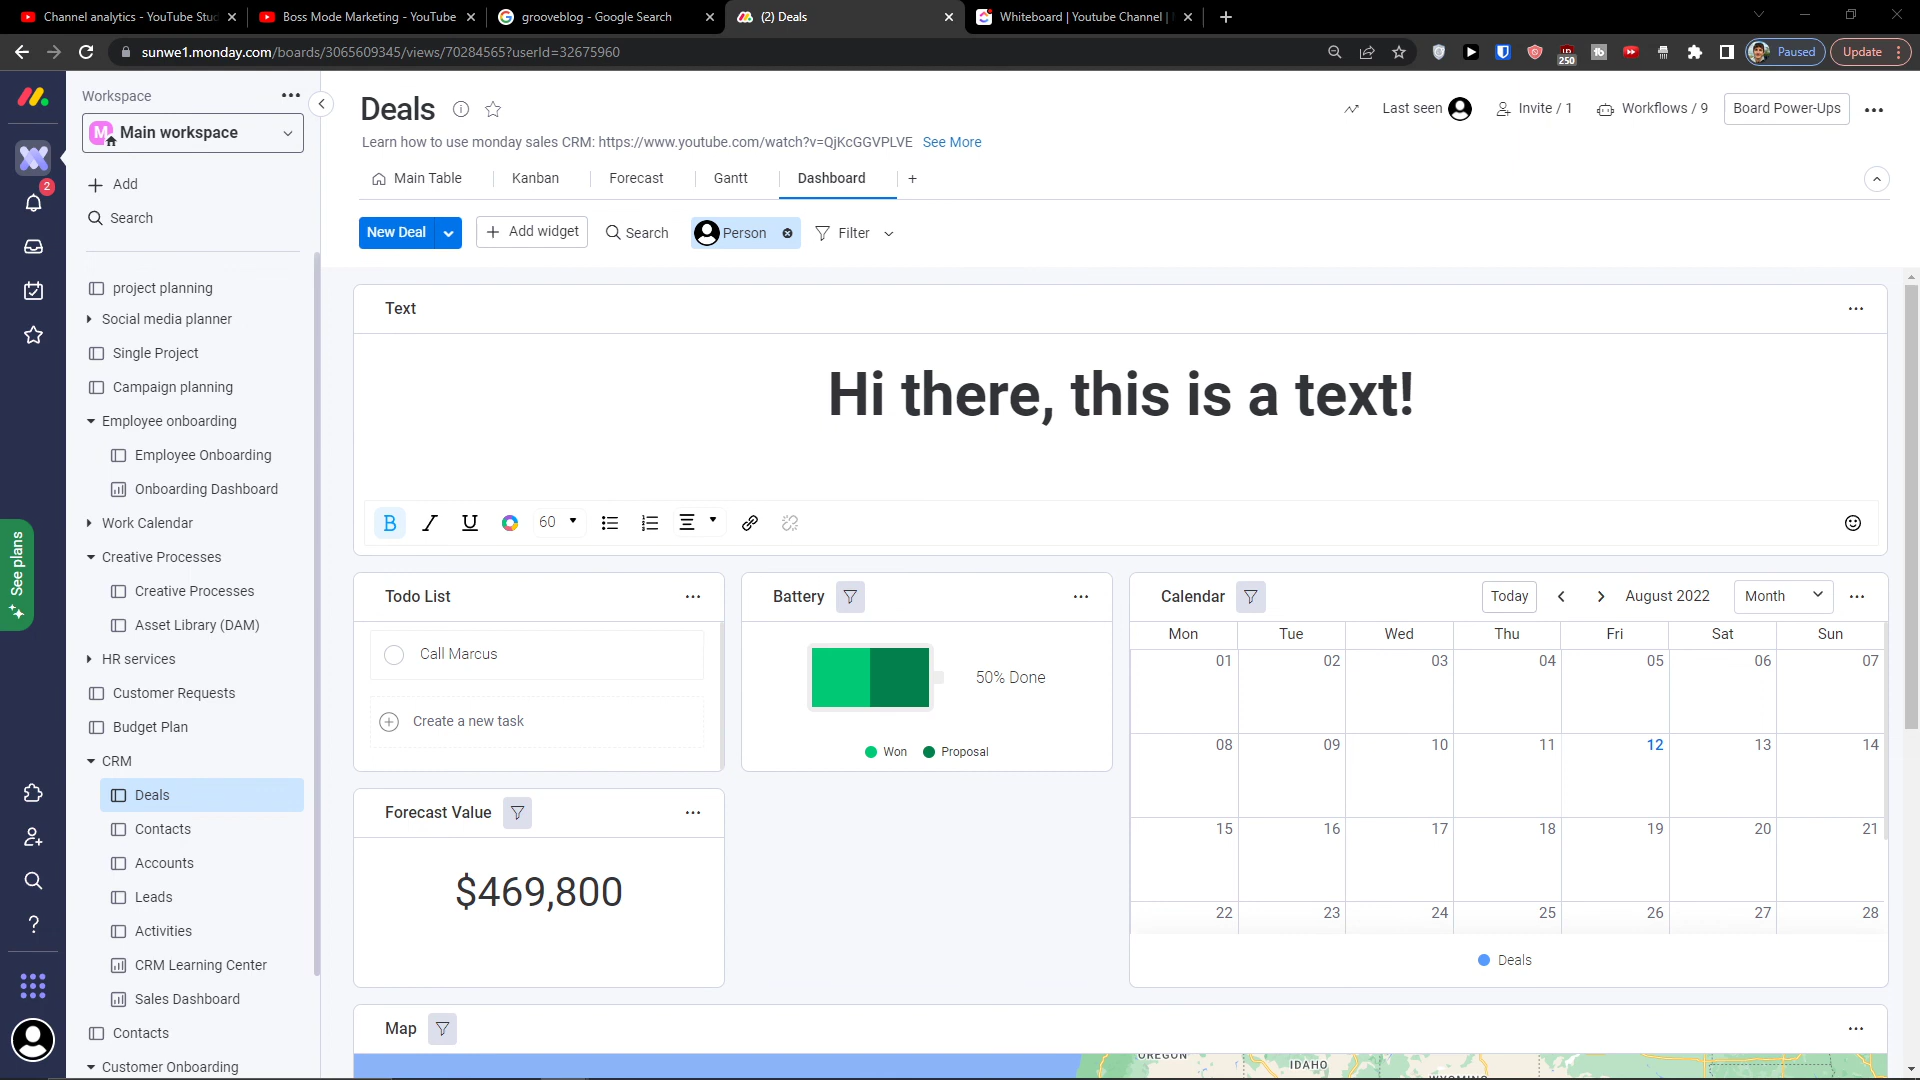 Channel analytics - YouTube Stu
Boss Mode Marketing - YouTube
grooveblog - Google Search
(2) Deals
Whiteboard | Youtube Channel |
sunwe1.monday.com/boards/3065609345/views/70284565?userId=32675960
250
Paused
Update
Workspace
M
Main workspace
Add
Search
2
project planning
Social media planner
Single Project
Campaign planning
Employee onboarding
Employee Onboarding
Onboarding Dashboard
Work Calendar
Creative Processes
Creative Processes
Asset Library (DAM)
HR services
Customer Requests
Budget Plan
CRM
Deals
Contacts
Accounts
Leads
Activities
CRM Learning Center
Sales Dashboard
Contacts
Customer Onboarding
See plans
Deals
Last seen
Invite / 1
Workflows / 9
Board Power-Ups
Learn how to use monday sales CRM: https://www.youtube.com/watch?v=QjKcGGVPLVE See More
Main Table
Kanban
Forecast
Gantt
Dashboard
New Deal
Add widget
Search
Person
Filter
Text
Hi there, this is a text!
B I U 60
Todo List
Call Marcus
Create a new task
Battery
50% Done
Won
Proposal
Calendar
Today
August 2022
Month
Mon Tue Wed Thu Fri Sat Sun
01 02 03 04 05 06 07
08 09 10 11 12 13 14
15 16 17 18 19 20 21
22 23 24 25 26 27 28
Deals
Forecast Value
$469,800
Map
OREGON
IDAHO
WYOMING